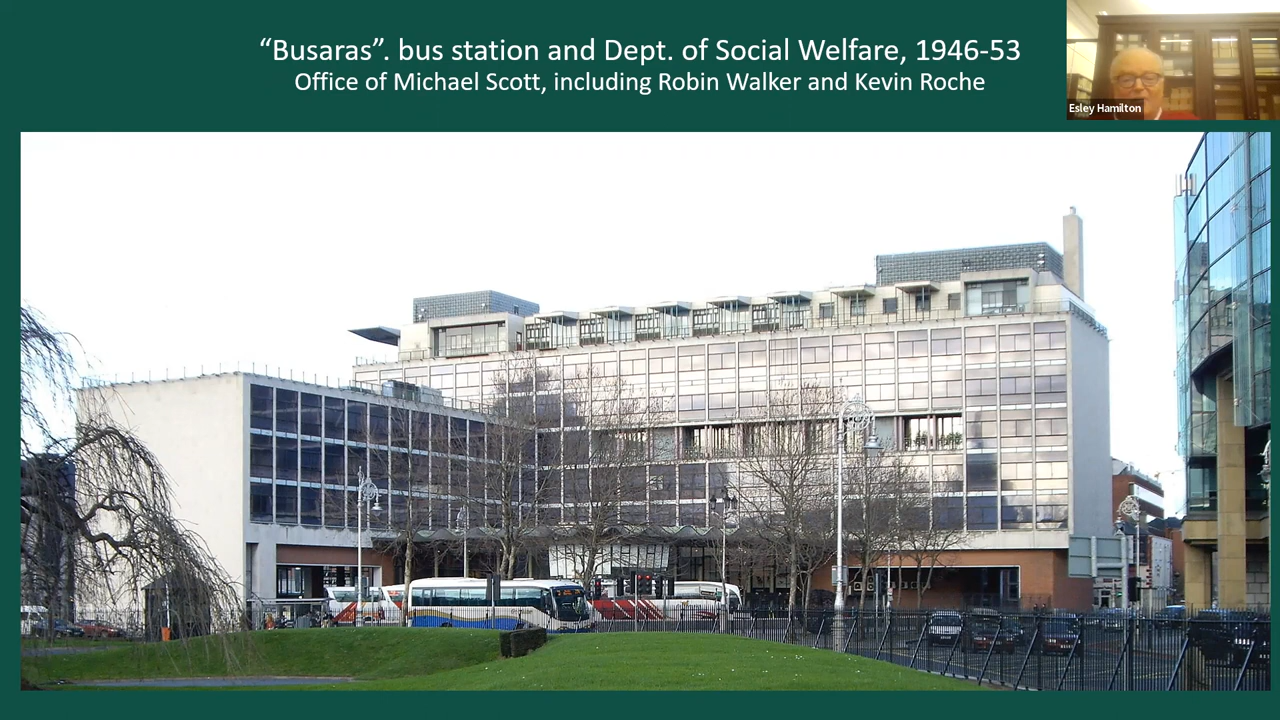 “Busaras”. bus station and Dept. of Social Welfare, 1946-53
Office of Michael Scott, including Robin Walker and Kevin Roche
Esley Hamilton